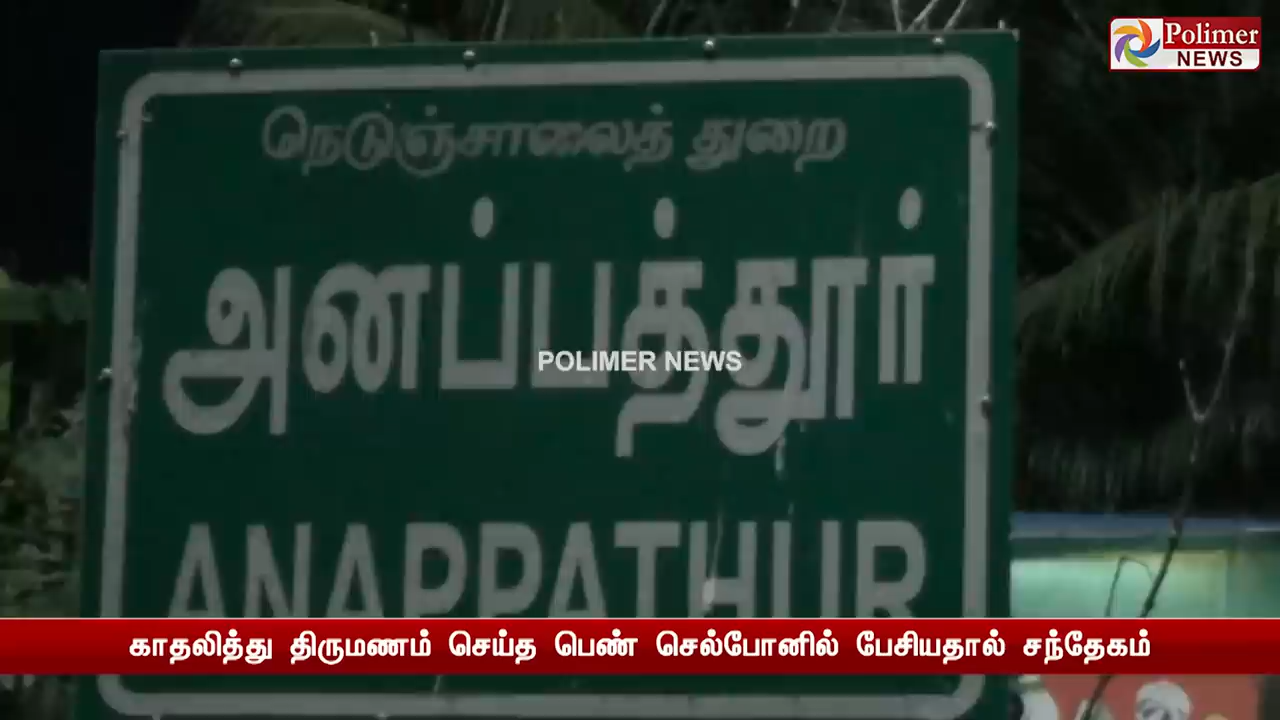 Polimer
NEWS
நெடுஞ்சாலைத் துறை
அனப்பத்தூர்
POLIMER NEWS
ANAPPATHUR
காதலித்து திருமணம் செய்த பெண் செல்போனில் பேசியதால் சந்தேகம்